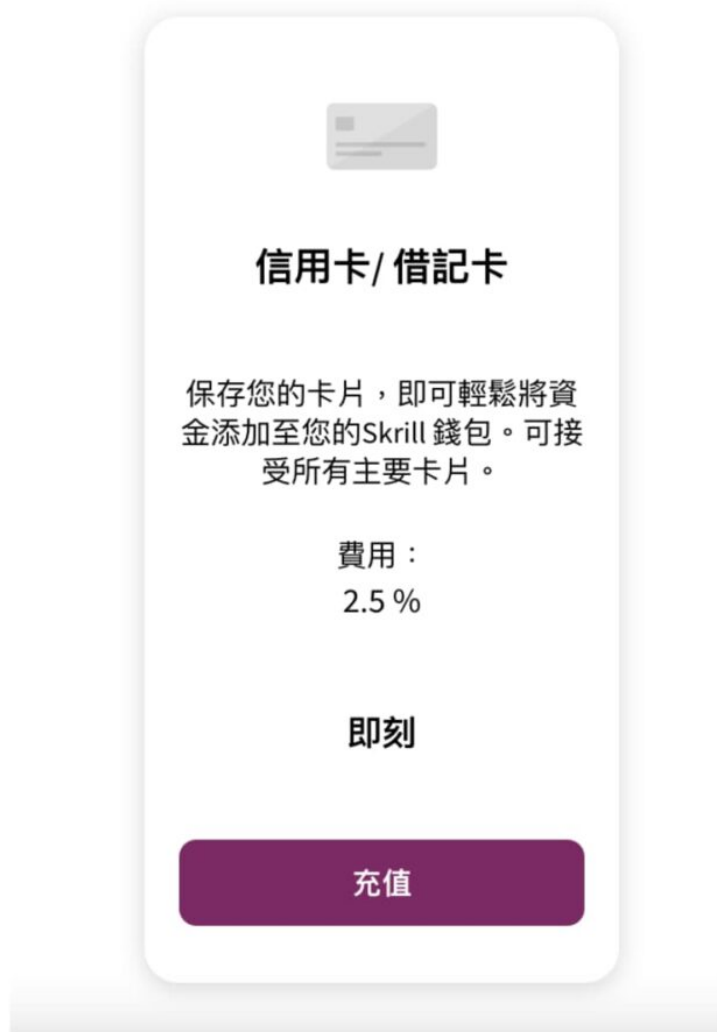 信用卡/ 借記卡
保存您的卡片，即可輕鬆將資
金添加至您的Skrill 錢包。可接
受所有主要卡片。
費用：
2.5 %
即刻
充值